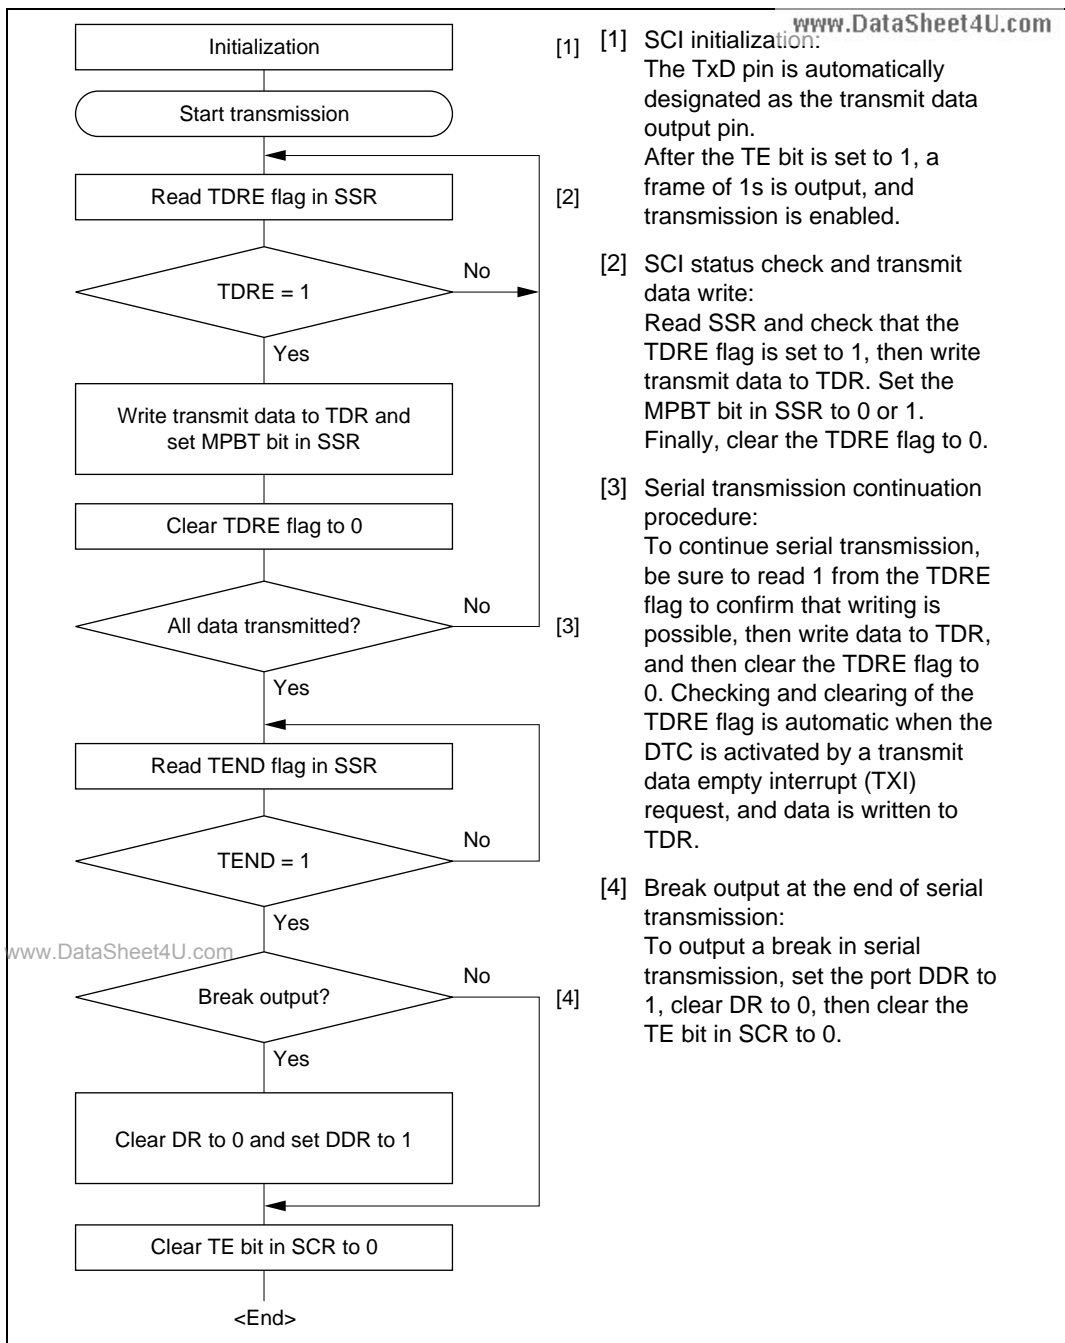 www.DataSheet4U.com
Initialization
[1]
Start transmission
Read TDRE flag in SSR
[2]
TDRE = 1
No
Yes
Write transmit data to TDR and
set MPBT bit in SSR
Clear TDRE flag to 0
All data transmitted?
No
[3]
Yes
Read TEND flag in SSR
TEND = 1
No
Yes
www.DataSheet4U.com
Break output?
No
[4]
Yes
Clear DR to 0 and set DDR to 1
Clear TE bit in SCR to 0
<End>
[1] SCI initialization:
The TxD pin is automatically
designated as the transmit data
output pin.
After the TE bit is set to 1, a
frame of 1s is output, and
transmission is enabled.
[2] SCI status check and transmit
data write:
Read SSR and check that the
TDRE flag is set to 1, then write
transmit data to TDR. Set the
MPBT bit in SSR to 0 or 1.
Finally, clear the TDRE flag to 0.
[3] Serial transmission continuation
procedure:
To continue serial transmission,
be sure to read 1 from the TDRE
flag to confirm that writing is
possible, then write data to TDR,
and then clear the TDRE flag to
0. Checking and clearing of the
TDRE flag is automatic when the
DTC is activated by a transmit
data empty interrupt (TXI)
request, and data is written to
TDR.
[4] Break output at the end of serial
transmission:
To output a break in serial
transmission, set the port DDR to
1, clear DR to 0, then clear the
TE bit in SCR to 0.